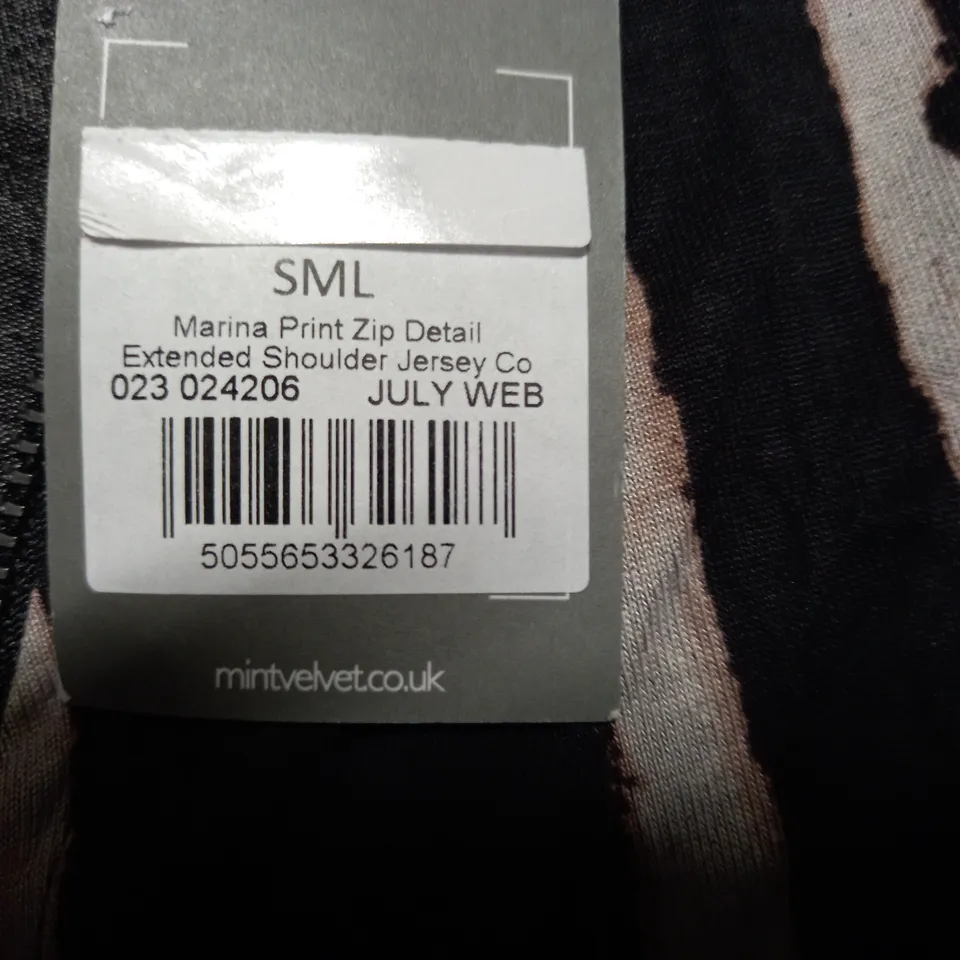 SML
Marina Print Zip Detail
Extended Shoulder Jersey Co
023 024206 JULY WEB
5055653326187
mintvelvet.co.uk